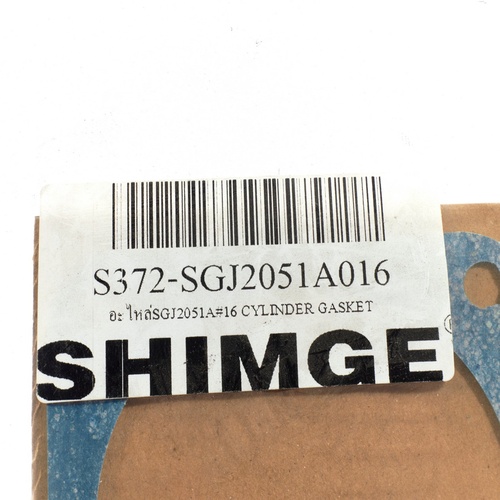 S372-SGJ2051A016
อะไหล่SGJ2051A#16 CYLINDER GASKET
SHIMGE